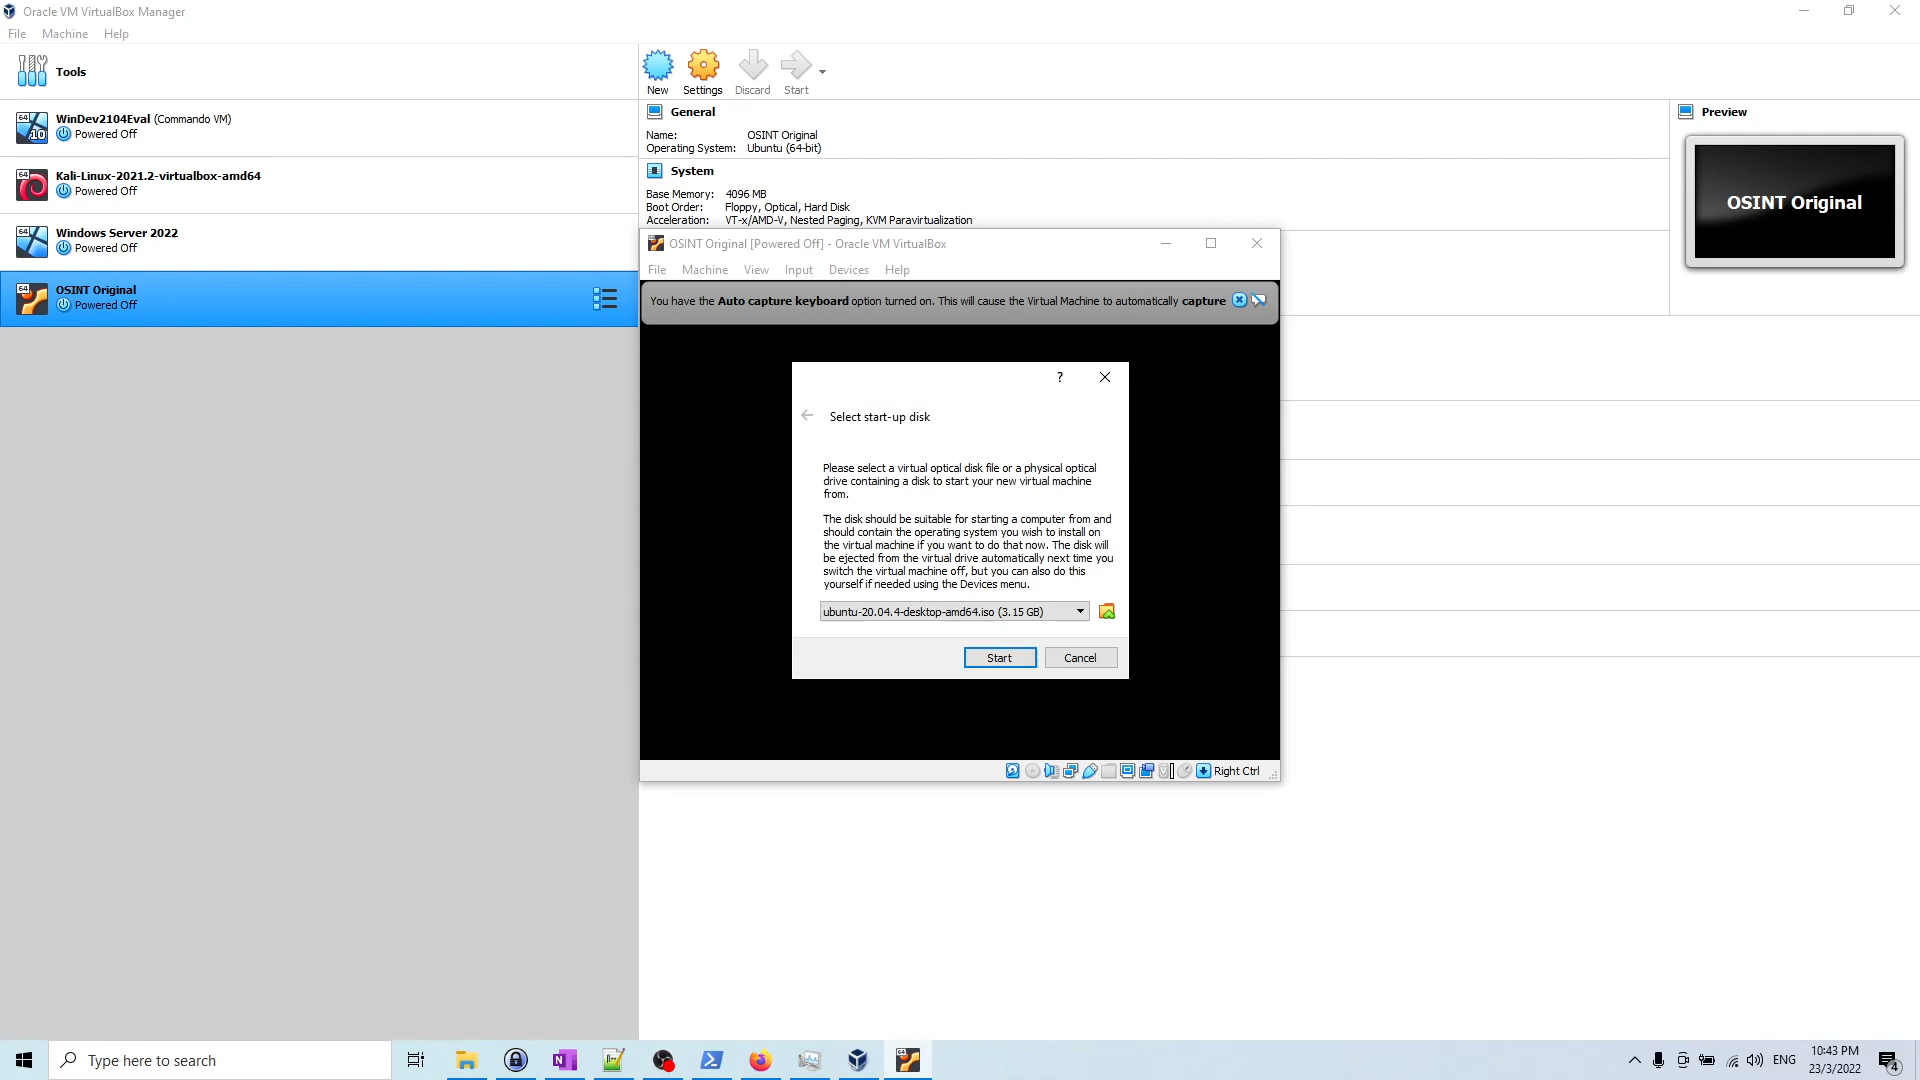 Oracle VM VirtualBox Manager
File Machine Help
Tools
New Settings Discard Start
64
10
WinDev2104Eval (Commando VM)
Powered Off
64
Kali-Linux-2021.2-virtualbox-amd64
Powered Off
64
Windows Server 2022
Powered Off
64
OSINT Original
Powered Off
General
Name: OSINT Original
Operating System: Ubuntu (64-bit)
System
Base Memory: 4096 MB
Boot Order: Floppy, Optical, Hard Disk
Acceleration: VT-x/AMD-V, Nested Paging, KVM Paravirtualization
Preview
OSINT Original
OSINT Original [Powered Off] - Oracle VM VirtualBox
File Machine View Input Devices Help
You have the Auto capture keyboard option turned on. This will cause the Virtual Machine to automatically capture
?
Select start-up disk
Please select a virtual optical disk file or a physical optical
drive containing a disk to start your new virtual machine
from.
The disk should be suitable for starting a computer from and
should contain the operating system you wish to install on
the virtual machine if you want to do that now. The disk will
be ejected from the virtual drive automatically next time you
switch the virtual machine off, but you can also do this
yourself if needed using the Devices menu.
ubuntu-20.04.4-desktop-amd64.iso (3.15 GB)
Start Cancel
Right Ctrl
Type here to search
N
64
ENG
10:43 PM
23/3/2022
4